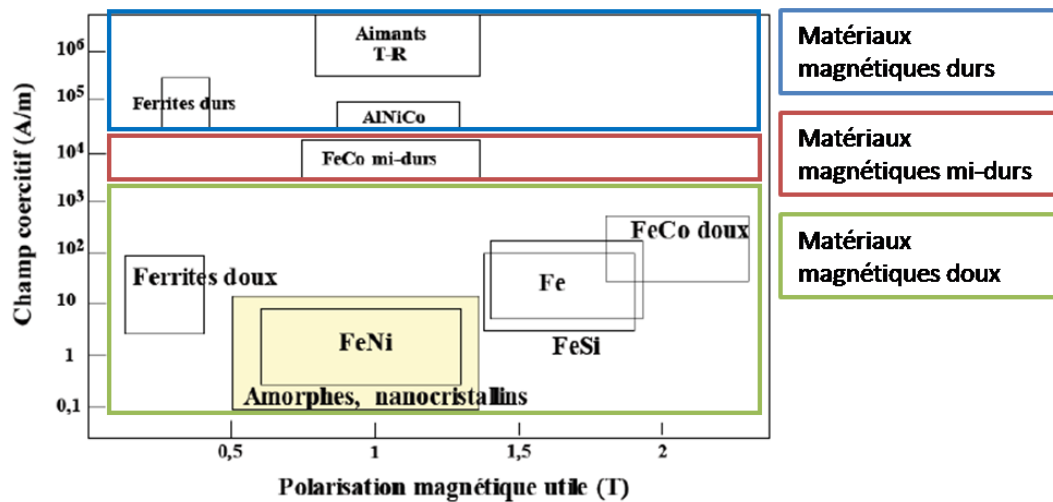 Champ coercitif (A/m)
10⁶
10⁵
10⁴
10³
10²
10
1
0,1
Aimants
T-R
Ferrites durs
AlNiCo
FeCo mi-durs
FeCo doux
Ferrites doux
Fe
FeNi
FeSi
Amorphes, nanocristallins
0,5
1
1,5
2
Polarisation magnétique utile (T)
Matériaux
magnétiques durs
Matériaux
magnétiques mi-durs
Matériaux
magnétiques doux